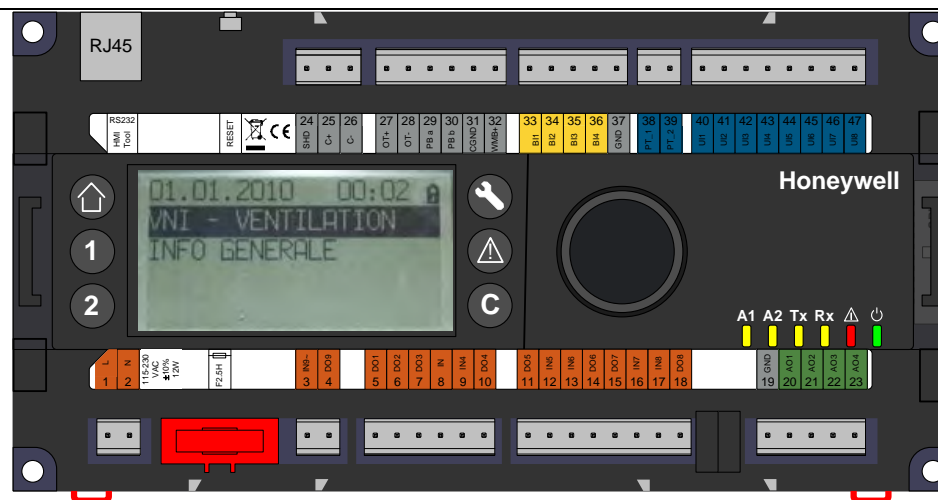 RJ45
RS232
HMI
Tool
RESET
CE
24 25 26 27 28 29 30 31 32 33 34 35 36 37 38 39 40 41 42 43 44 45 46 47
SHD C+ C- OT+ OT- PB a PB b CGND WMB+ BI1 BI2 BI3 BI4 GND PT_1 PT_2 UI1 UI2 UI3 UI4 UI5 UI6 UI7 UI8
Honeywell
01.01.2010 00:02
VNI - VENTILATION
INFO GENERALE
1
2
C
A1 A2 Tx Rx
L N
1 2
115-230
VAC
±10%
12W
F2.5H
IN9~ DO9 DO1 DO2 DO3 IN IN4 DO4 DO5 IN5 IN6 DO6 DO7 IN7 IN8 DO8 GND AO1 AO2 AO3 AO4
3 4 5 6 7 8 9 10 11 12 13 14 15 16 17 18 19 20 21 22 23